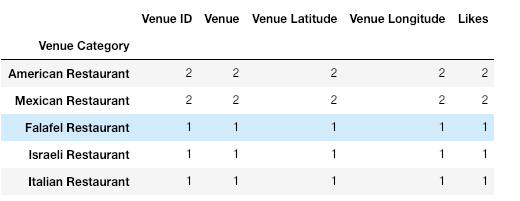 Venue ID Venue Venue Latitude Venue Longitude Likes
Venue Category
American Restaurant 2 2 2 2 2
Mexican Restaurant 2 2 2 2 2
Falafel Restaurant 1 1 1 1 1
Israeli Restaurant 1 1 1 1 1
Italian Restaurant 1 1 1 1 1